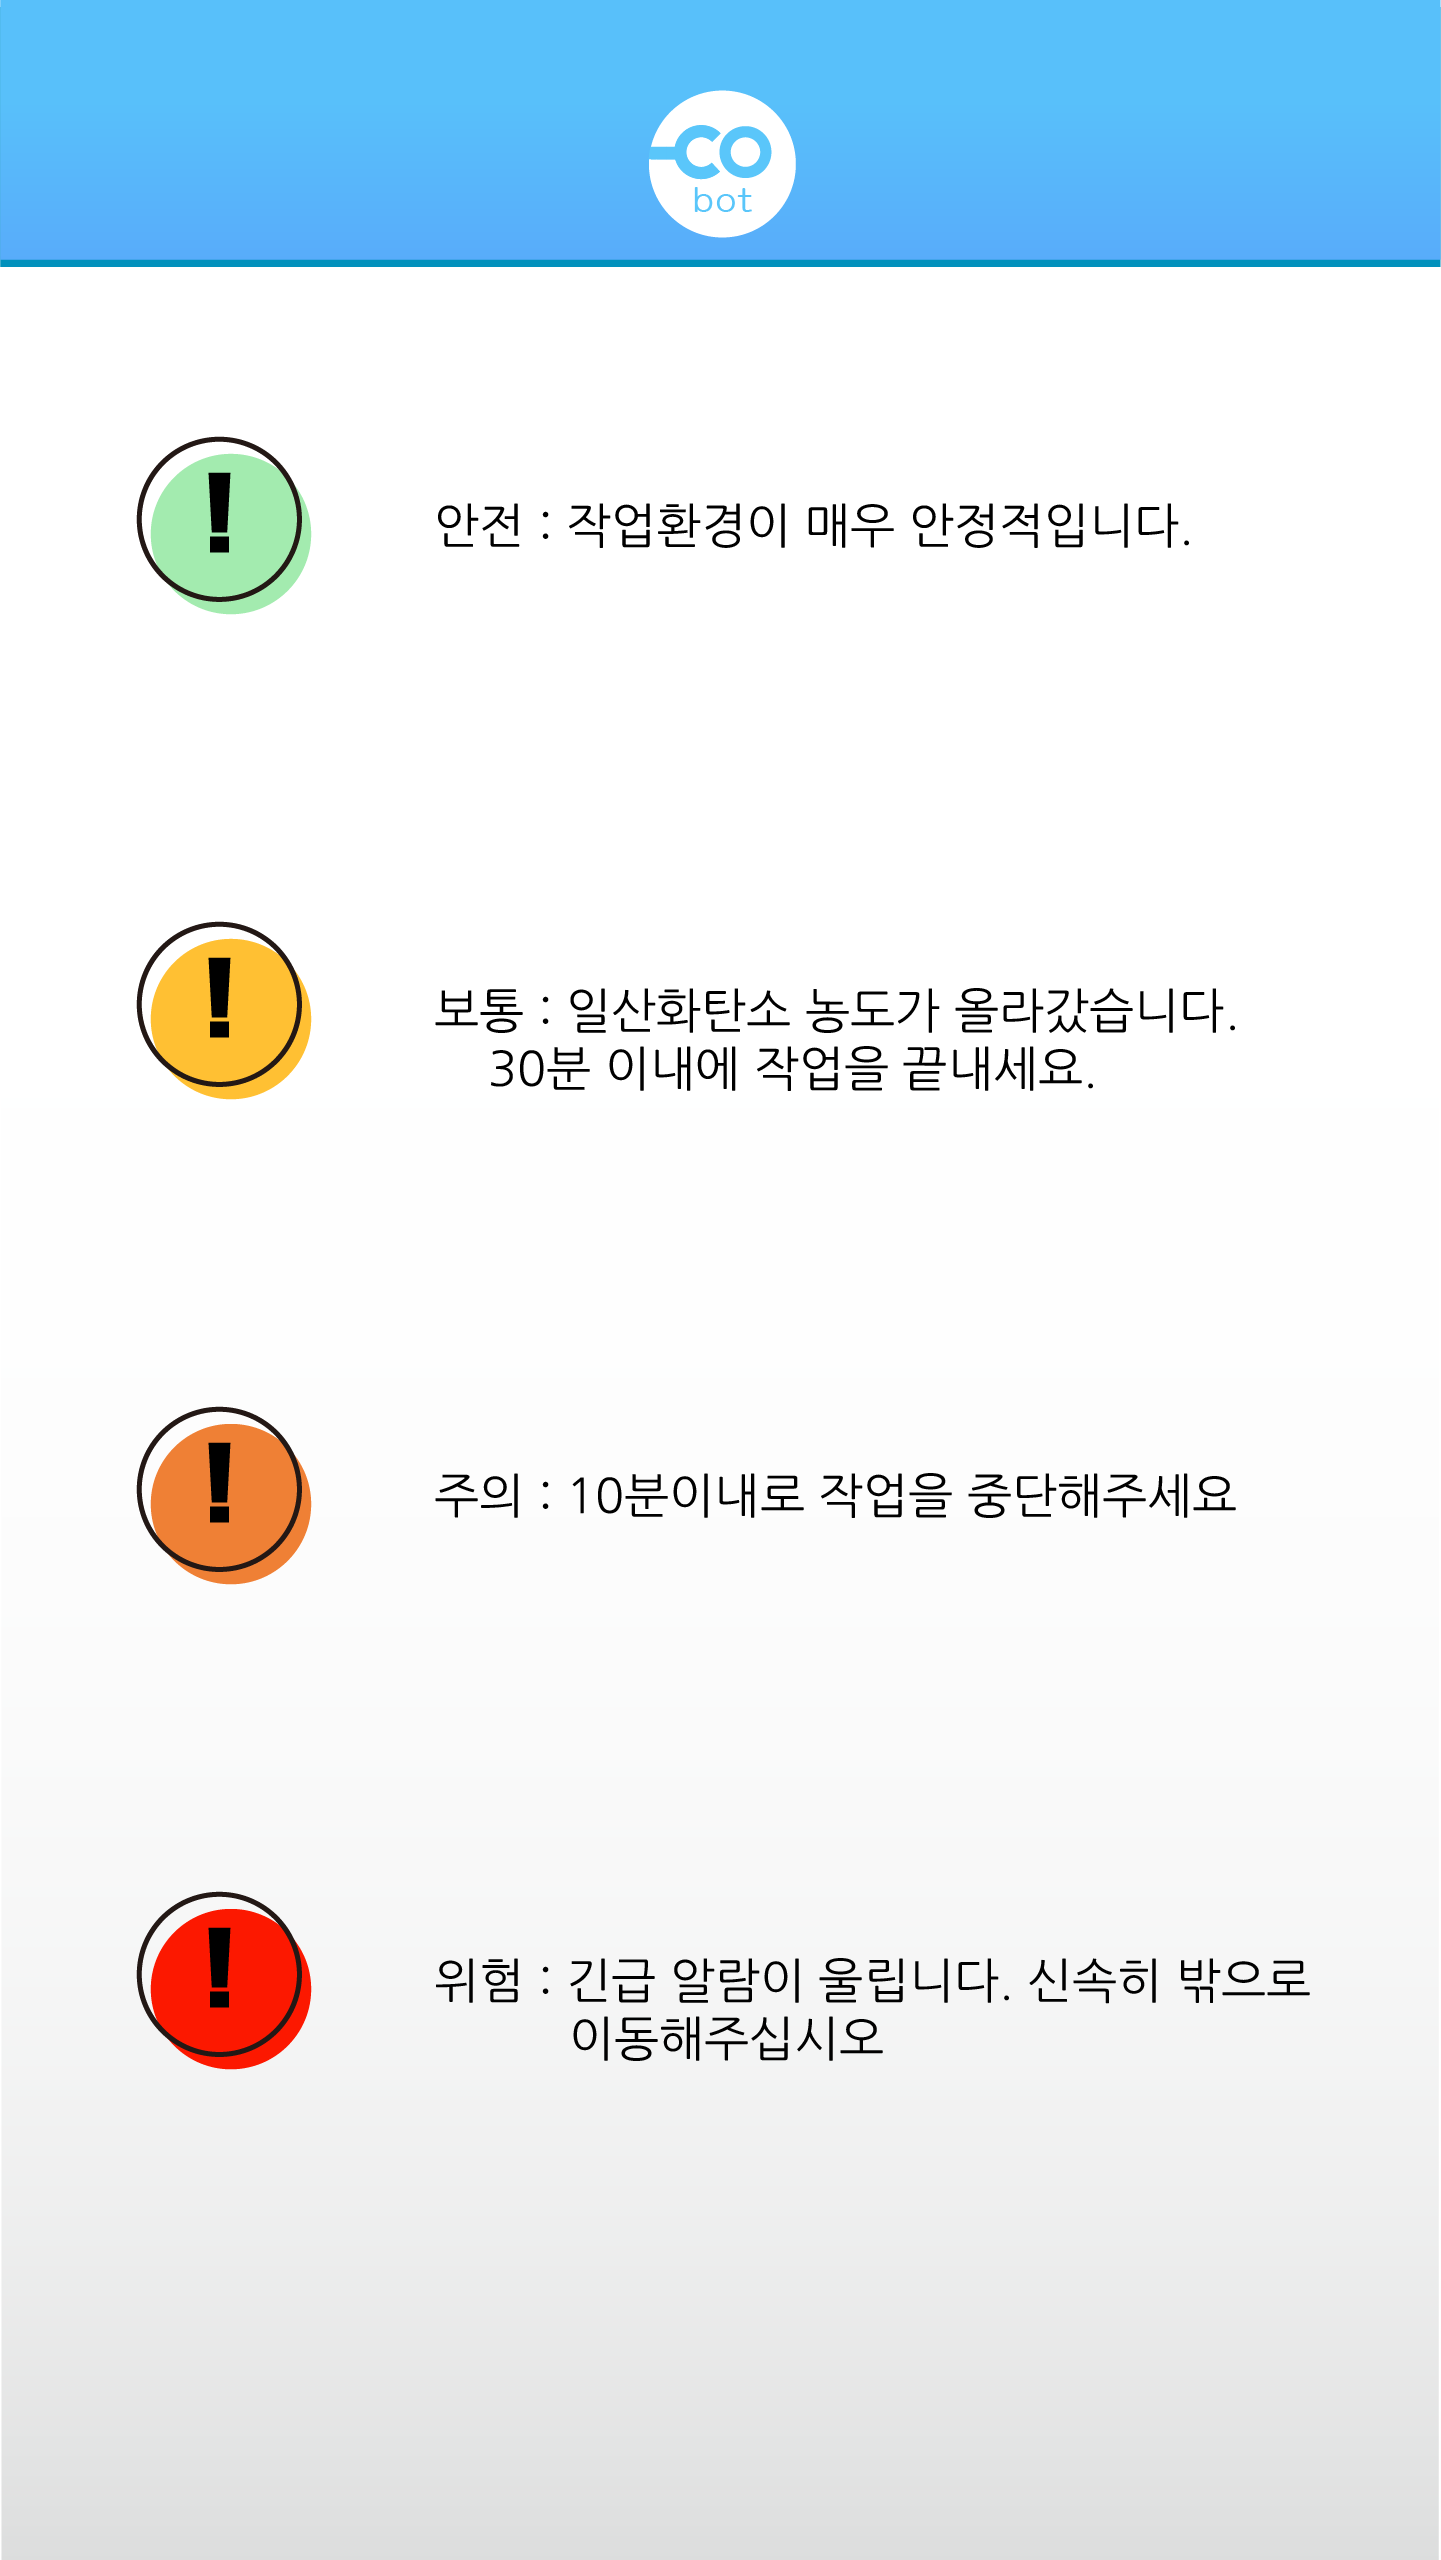 co
bot
!
안전 : 작업환경이 매우 안정적입니다.
!
보통 : 일산화탄소 농도가 올라갔습니다.
30분 이내에 작업을 끝내세요.
!
주의 : 10분이내로 작업을 중단해주세요
!
위험 : 긴급 알람이 울립니다. 신속히 밖으로
이동해주십시오